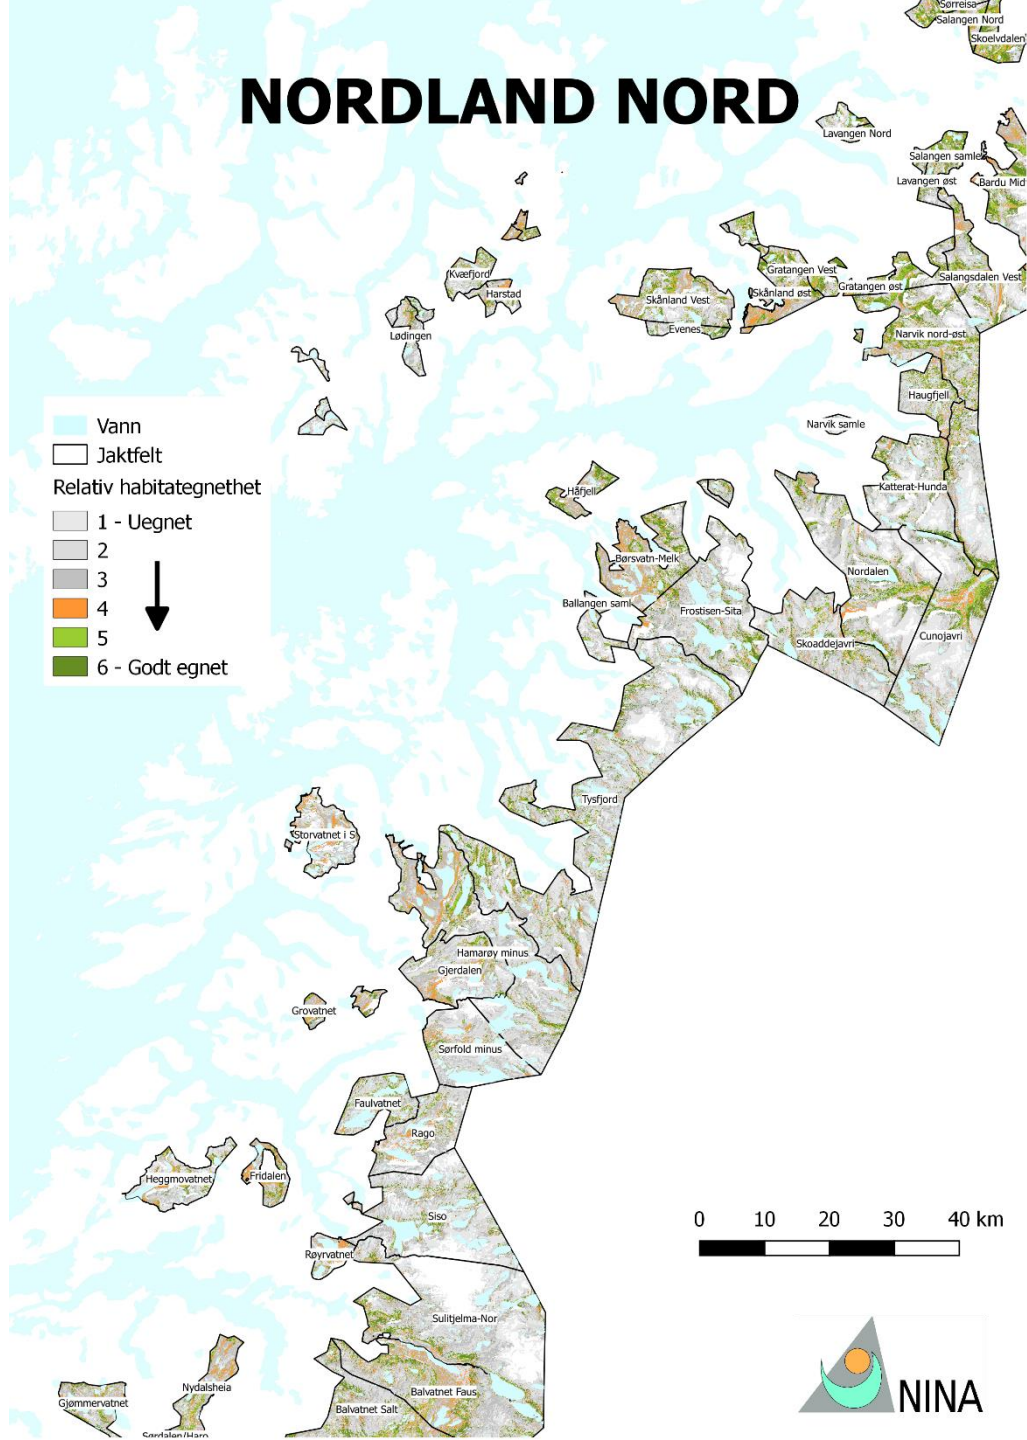 Sørreisa
Salangen Nord
Skoelvdalen
NORDLAND NORD
Lavangen Nord
Salangen samle
Lavangen øst
Bardu Mid
Kvæfjord
Harstad
Gratangen Vest
Salangsdalen Vest
Gratangen øst
Skånland øst
Skånland Vest
Evenes
Lødingen
Narvik nord-øst
Haugfjell
Narvik samle
Vann
Jaktfelt
Relativ habitategnethet
1 - Uegnet
2
3
4
5
6 - Godt egnet
Håfjell
Katterat-Hunda
Børsvatn-Melk
Nordalen
Ballangen saml
Frostisen-Sita
Skoaddejavri
Cunojavri
Tysfjord
Storvatnet i S
Hamarøy minus
Gjerdalen
Grovatnet
Sørfold minus
Faulvatnet
Rago
Heggmovatnet
Fridalen
Siso
0 10 20 30 40 km
Røyrvatnet
Sulitjelma-Nor
Nydalsheia
Balvatnet Faus
Gjømmervatnet
Balvatnet Salt
NINA
Sørdalen/Harp